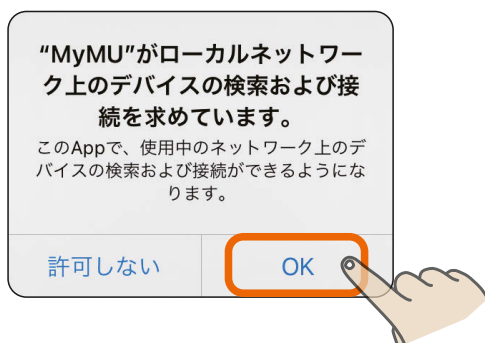 “MyMU”がローカルネットワー
ク上のデバイスの検索および接
続を求めています。
このAppで、使用中のネットワーク上のデ
バイスの検索および接続ができるようにな
ります。
許可しない
OK